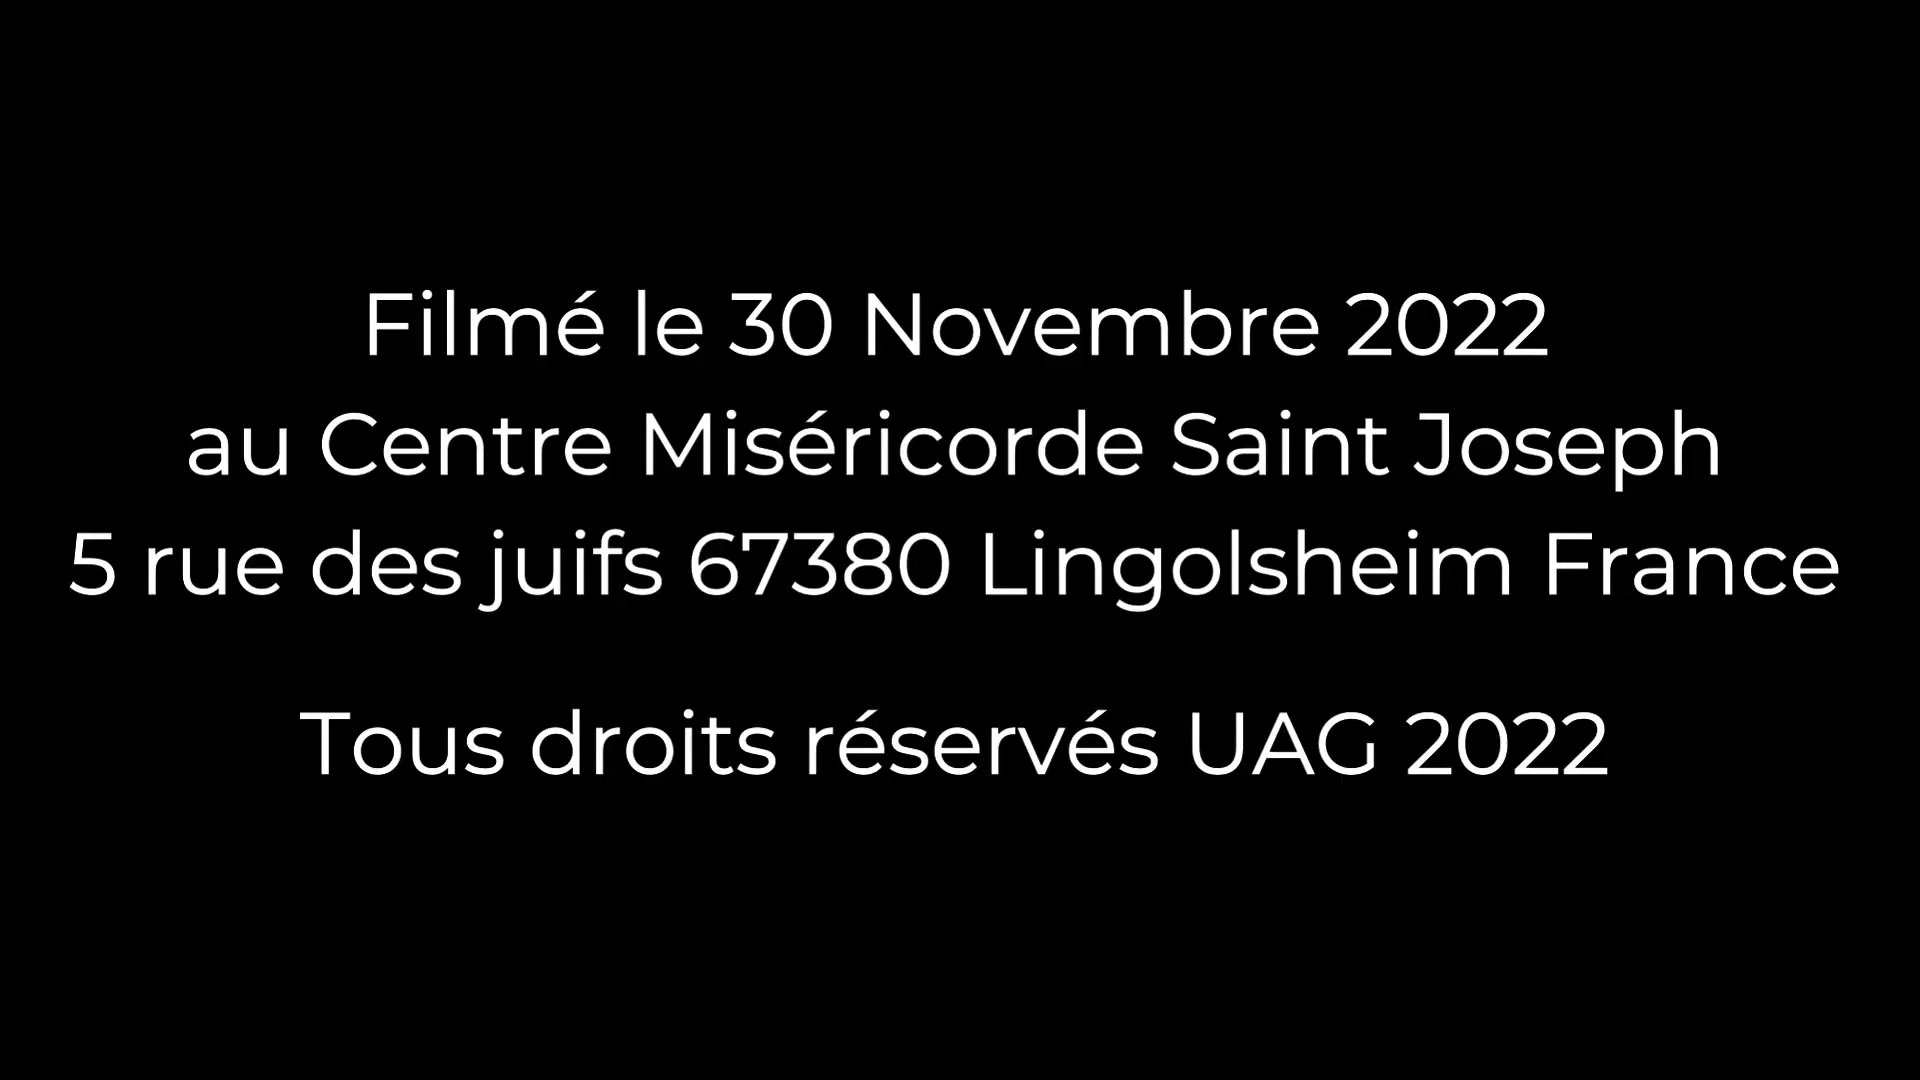 Filmé le 30 Novembre 2022
au Centre Miséricorde Saint Joseph
5 rue des juifs 67380 Lingolsheim France
Tous droits réservés UAG 2022